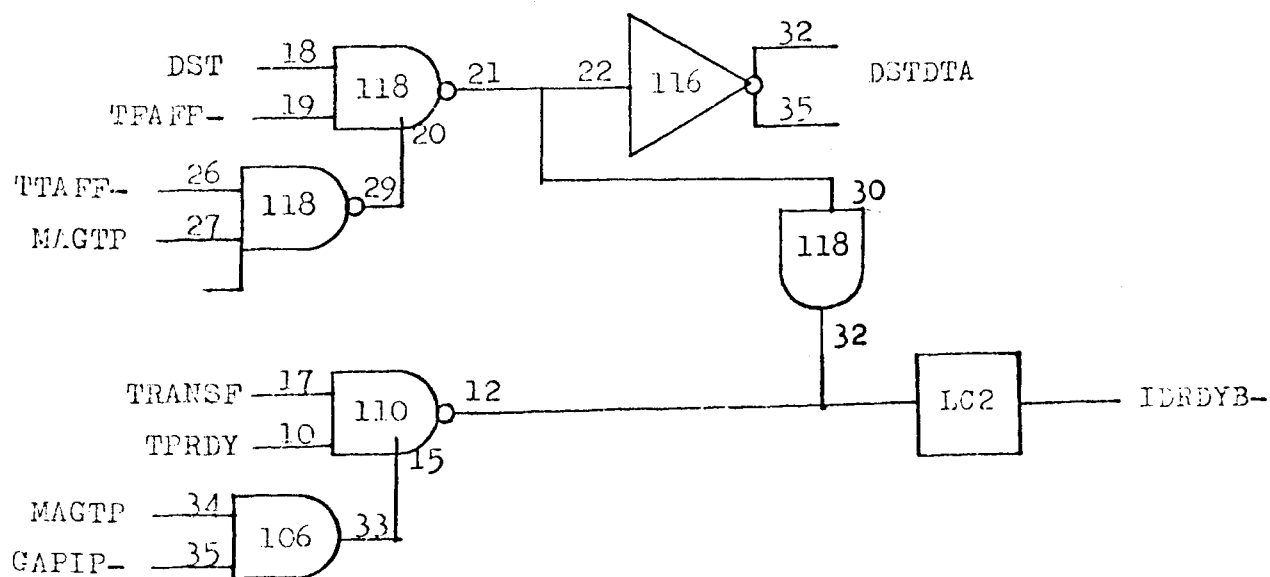 DST 18 118 21 22 116 32 DSTDTA
TFAFF- 19 20 35
TTAFF- 26 118 29 30
MAGTP 27 118
32
TRANSF 17 110 12 LC2 IDRDYB-
TPRDY 10 15
MAGTP 34 106 33
GAPIP- 35